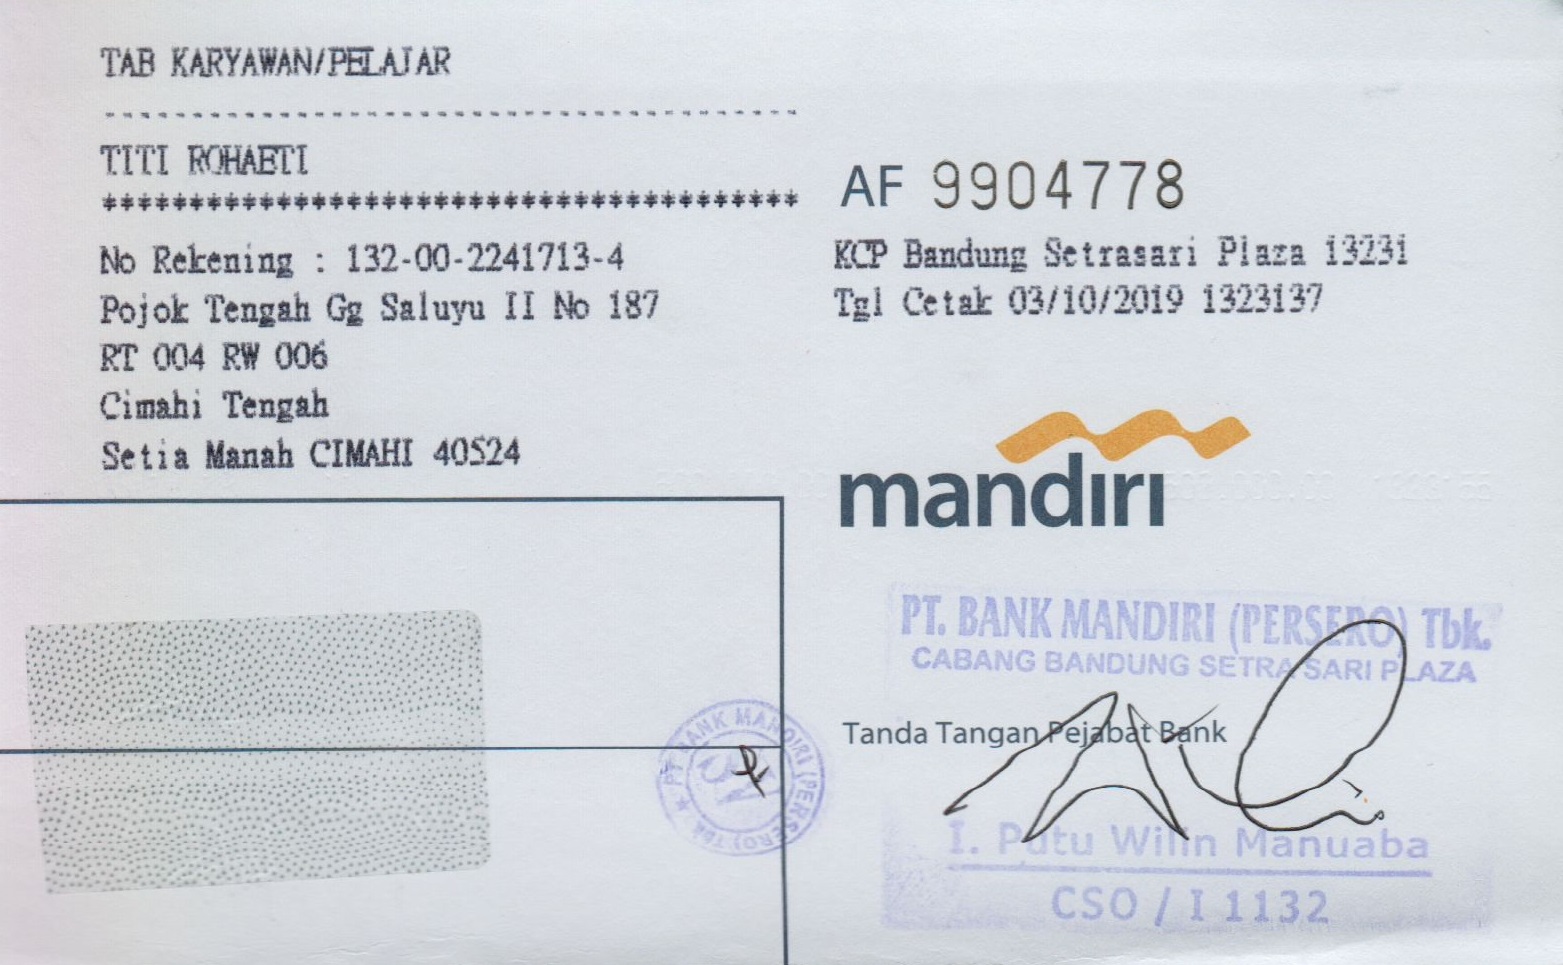 TAB KARYAWAN/PELAJAR
----------------------------------------
TITI ROHAETI
****************************************
No Rekening : 132-00-2241713-4
Pojok Tengah Gg Saluyu II No 187
RT 004 RW 006
Cimahi Tengah
Setia Manah CIMAHI 40524
AF 9904778
KCP Bandung Setrasari Plaza 13231
Tgl Cetak 03/10/2019 1323137
mandiri
PT. BANK MANDIRI (PERSERO) Tbk.
CABANG BANDUNG SETRA SARI PLAZA
Tanda Tangan Pejabat Bank
I. Putu Wilin Manuaba
CSO / I 1132
PT BANK MANDIRI (PERSERO) Tbk.